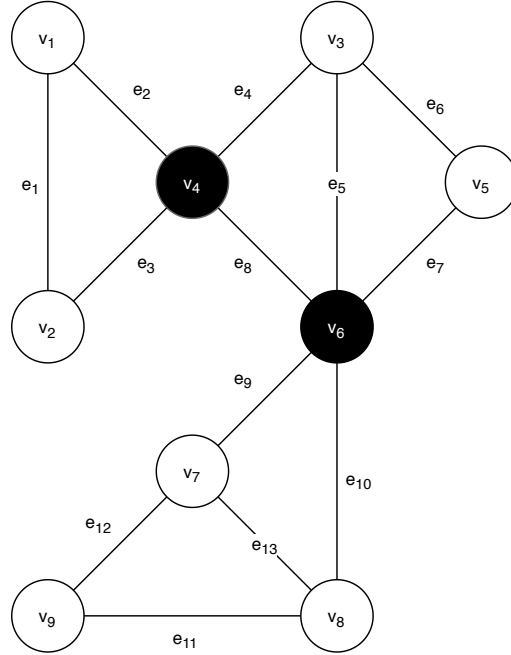 v₁
v₃
e₂
e₄
e₆
e₁
v₄
e₅
v₅
e₃
e₈
e₇
v₂
v₆
e₉
v₇
e₁₀
e₁₂
e₁₃
v₉
v₈
e₁₁